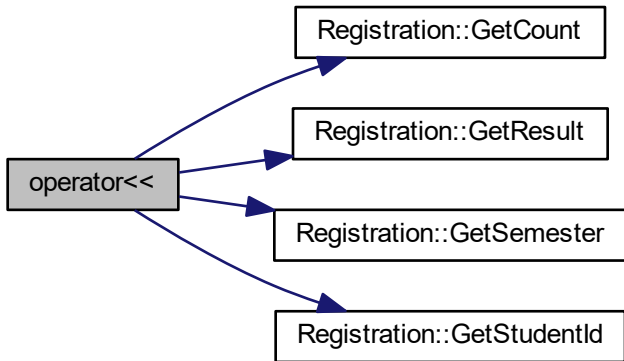 Registration::GetCount
Registration::GetResult
operator<<
Registration::GetSemester
Registration::GetStudentId